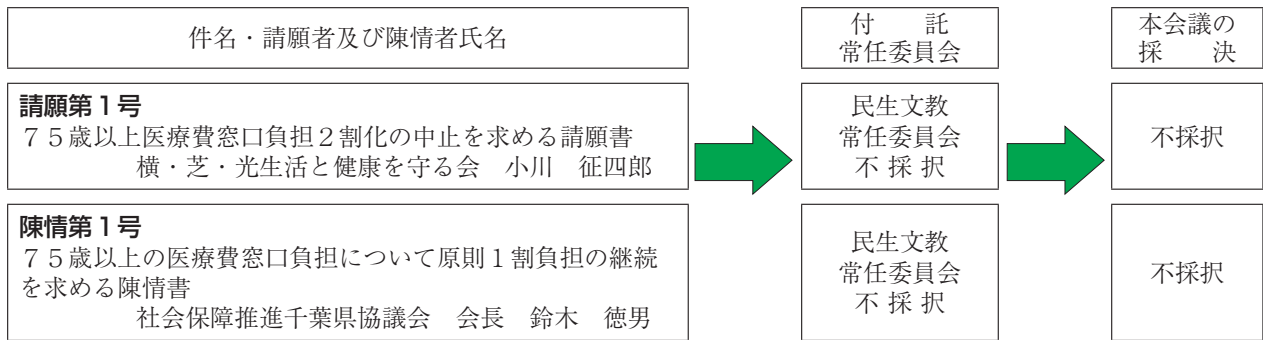 件名・請願者及び陳情者氏名
付　　託
常任委員会
本会議の
採　　決
請願第１号
７５歳以上医療費窓口負担２割化の中止を求める請願書
横・芝・光生活と健康を守る会　小川　征四郎
民生文教
常任委員会
不 採 択
不採択
陳情第１号
７５歳以上の医療費窓口負担について原則１割負担の継続
を求める陳情書
社会保障推進千葉県協議会　会長　鈴木　徳男
民生文教
常任委員会
不 採 択
不採択